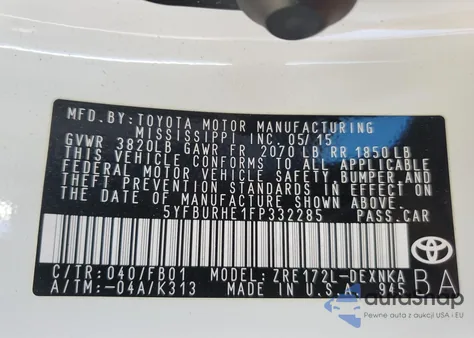 MFD. BY: TOYOTA MOTOR MANUFACTURING
MISSISSIPPI, INC. 05/15
GVWR 3820LB GAWR FR 2070 LB RR 1850 LB
THIS VEHICLE CONFORMS TO ALL APPLICABLE
FEDERAL MOTOR VEHICLE SAFETY, BUMPER AND
THEFT PREVENTION STANDARDS IN EFFECT ON
THE DATE OF MANUFACTURE SHOWN ABOVE.
5YFBURHE1FP332285 PASS.CAR
TOYOTA
C/TR: 040/FB01 MODEL: ZRE172L-DEXNKA
A/TM: -04A/K313 MADE IN U.S.A. 945
BA
autasnap
Pewne auta z aukcji USA - EU